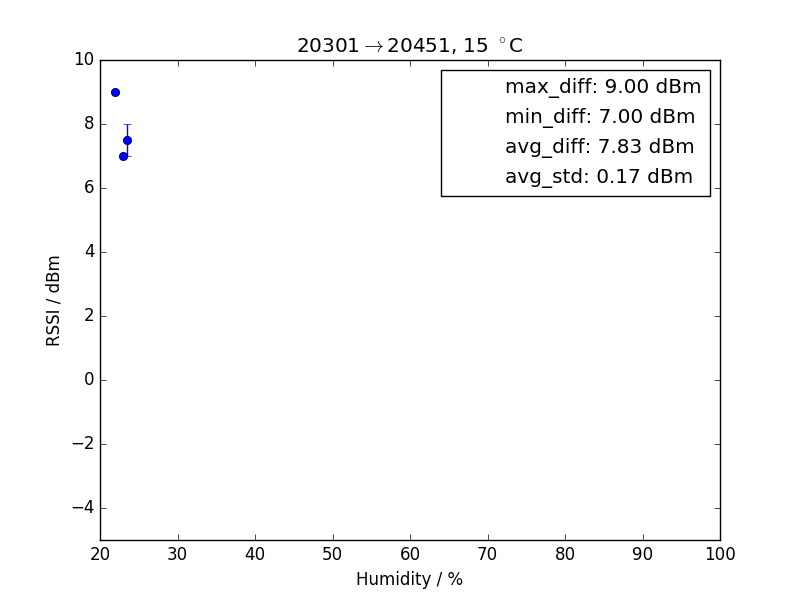 20301→20451, 15 °C
max_diff: 9.00 dBm
min_diff: 7.00 dBm
avg_diff: 7.83 dBm
avg_std: 0.17 dBm
10
8
6
4
2
0
−2
−4
RSSI / dBm
20 30 40 50 60 70 80 90 100
Humidity / %